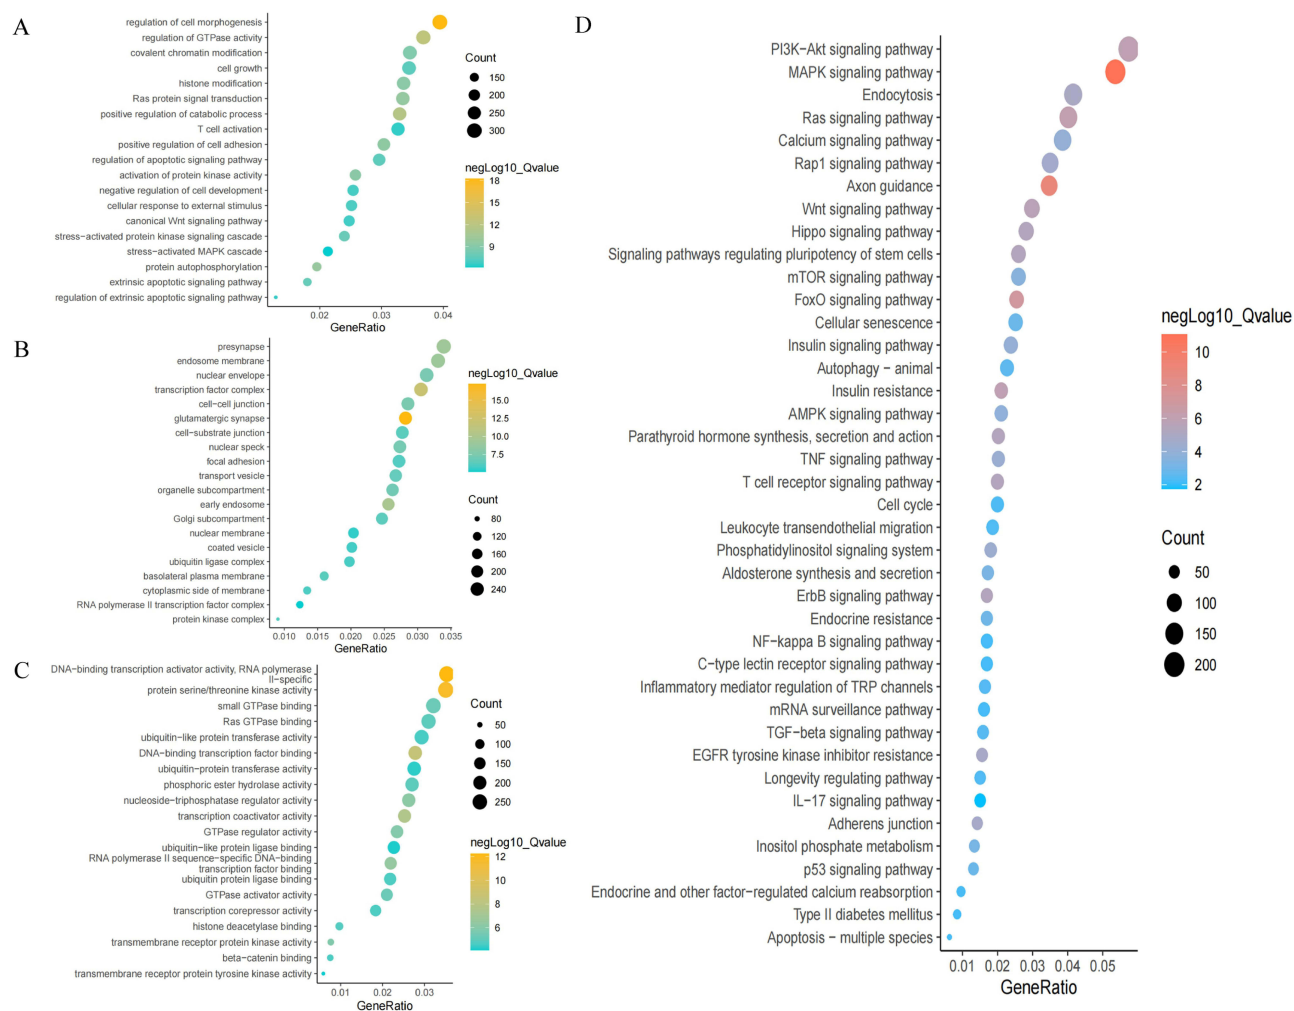 A
regulation of cell morphogenesis
regulation of GTPase activity
covalent chromatin modification
cell growth
histone modification
Ras protein signal transduction
positive regulation of catabolic process
T cell activation
positive regulation of cell adhesion
regulation of apoptotic signaling pathway
activation of protein kinase activity
negative regulation of cell development
cellular response to external stimulus
canonical Wnt signaling pathway
stress−activated protein kinase signaling cascade
stress−activated MAPK cascade
protein autophosphorylation
extrinsic apoptotic signaling pathway
regulation of extrinsic apoptotic signaling pathway
0.02 0.03 0.04
GeneRatio
Count
150
200
250
300
negLog10_Qvalue
18
15
12
9
B
presynapse
endosome membrane
nuclear envelope
transcription factor complex
cell−cell junction
glutamatergic synapse
cell−substrate junction
nuclear speck
focal adhesion
transport vesicle
organelle subcompartment
early endosome
Golgi subcompartment
nuclear membrane
coated vesicle
ubiquitin ligase complex
basolateral plasma membrane
cytoplasmic side of membrane
RNA polymerase II transcription factor complex
protein kinase complex
0.010 0.015 0.020 0.025 0.030 0.035
GeneRatio
negLog10_Qvalue
15.0
12.5
10.0
7.5
Count
80
120
160
200
240
C
DNA−binding transcription activator activity, RNA polymerase
II−specific
protein serine/threonine kinase activity
small GTPase binding
Ras GTPase binding
ubiquitin−like protein transferase activity
DNA−binding transcription factor binding
ubiquitin−protein transferase activity
phosphoric ester hydrolase activity
nucleoside−triphosphatase regulator activity
transcription coactivator activity
GTPase regulator activity
ubiquitin−like protein ligase binding
RNA polymerase II sequence−specific DNA−binding
transcription factor binding
ubiquitin protein ligase binding
GTPase activator activity
transcription corepressor activity
histone deacetylase binding
transmembrane receptor protein kinase activity
beta−catenin binding
transmembrane receptor protein tyrosine kinase activity
0.01 0.02 0.03
GeneRatio
Count
50
100
150
200
250
negLog10_Qvalue
12
10
8
6
D
PI3K−Akt signaling pathway
MAPK signaling pathway
Endocytosis
Ras signaling pathway
Calcium signaling pathway
Rap1 signaling pathway
Axon guidance
Wnt signaling pathway
Hippo signaling pathway
Signaling pathways regulating pluripotency of stem cells
mTOR signaling pathway
FoxO signaling pathway
Cellular senescence
Insulin signaling pathway
Autophagy − animal
Insulin resistance
AMPK signaling pathway
Parathyroid hormone synthesis, secretion and action
TNF signaling pathway
T cell receptor signaling pathway
Cell cycle
Leukocyte transendothelial migration
Phosphatidylinositol signaling system
Aldosterone synthesis and secretion
ErbB signaling pathway
Endocrine resistance
NF−kappa B signaling pathway
C−type lectin receptor signaling pathway
Inflammatory mediator regulation of TRP channels
mRNA surveillance pathway
TGF−beta signaling pathway
EGFR tyrosine kinase inhibitor resistance
Longevity regulating pathway
IL−17 signaling pathway
Adherens junction
Inositol phosphate metabolism
p53 signaling pathway
Endocrine and other factor−regulated calcium reabsorption
Type II diabetes mellitus
Apoptosis − multiple species
0.01 0.02 0.03 0.04 0.05
GeneRatio
negLog10_Qvalue
10
8
6
4
2
Count
50
100
150
200